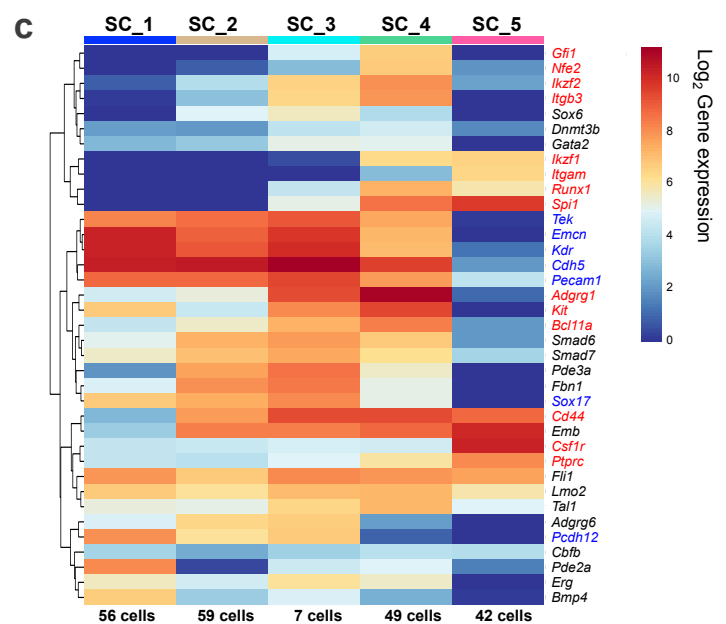 c
SC_1 SC_2 SC_3 SC_4 SC_5
Gfi1
Nfe2
Ikzf2
Itgb3
Sox6
Dnmt3b
Gata2
Ikzf1
Itgam
Runx1
Spi1
Tek
Emcn
Kdr
Cdh5
Pecam1
Adgrg1
Kit
Bcl11a
Smad6
Smad7
Pde3a
Fbn1
Sox17
Cd44
Emb
Csf1r
Ptprc
Fli1
Lmo2
Tal1
Adgrg6
Pcdh12
Cbfb
Pde2a
Erg
Bmp4
56 cells 59 cells 7 cells 49 cells 42 cells
10
8
6
4
2
0
Log2 Gene expression